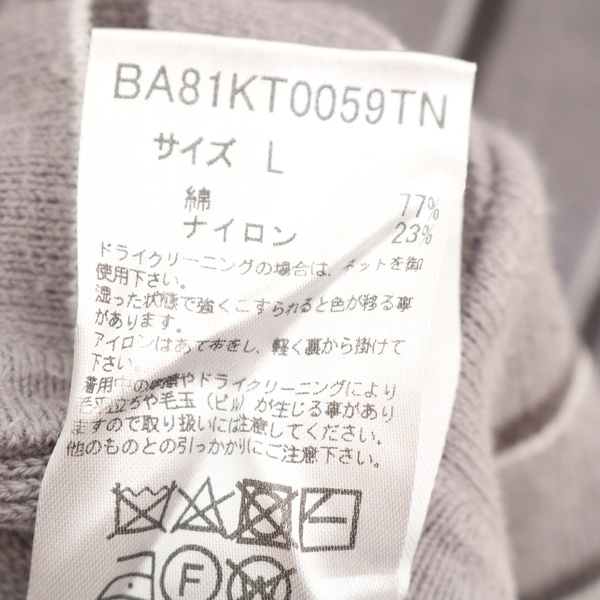 BA81KT0059TN
サイズ L
綿 77%
ナイロン 23%
ドライクリーニングの場合は、ネットを御
使用下さい。
湿った状態で強くこすられると色が移る事
があります。
アイロンはあて布をし、軽く裏から掛けて
下さい。
着用中の摩擦やドライクリーニングにより
毛羽立ちや毛玉（ピル）が生じる事があり
ますので取り扱いには注意してください。
他のものとの引っかかりにご注意下さい。
F